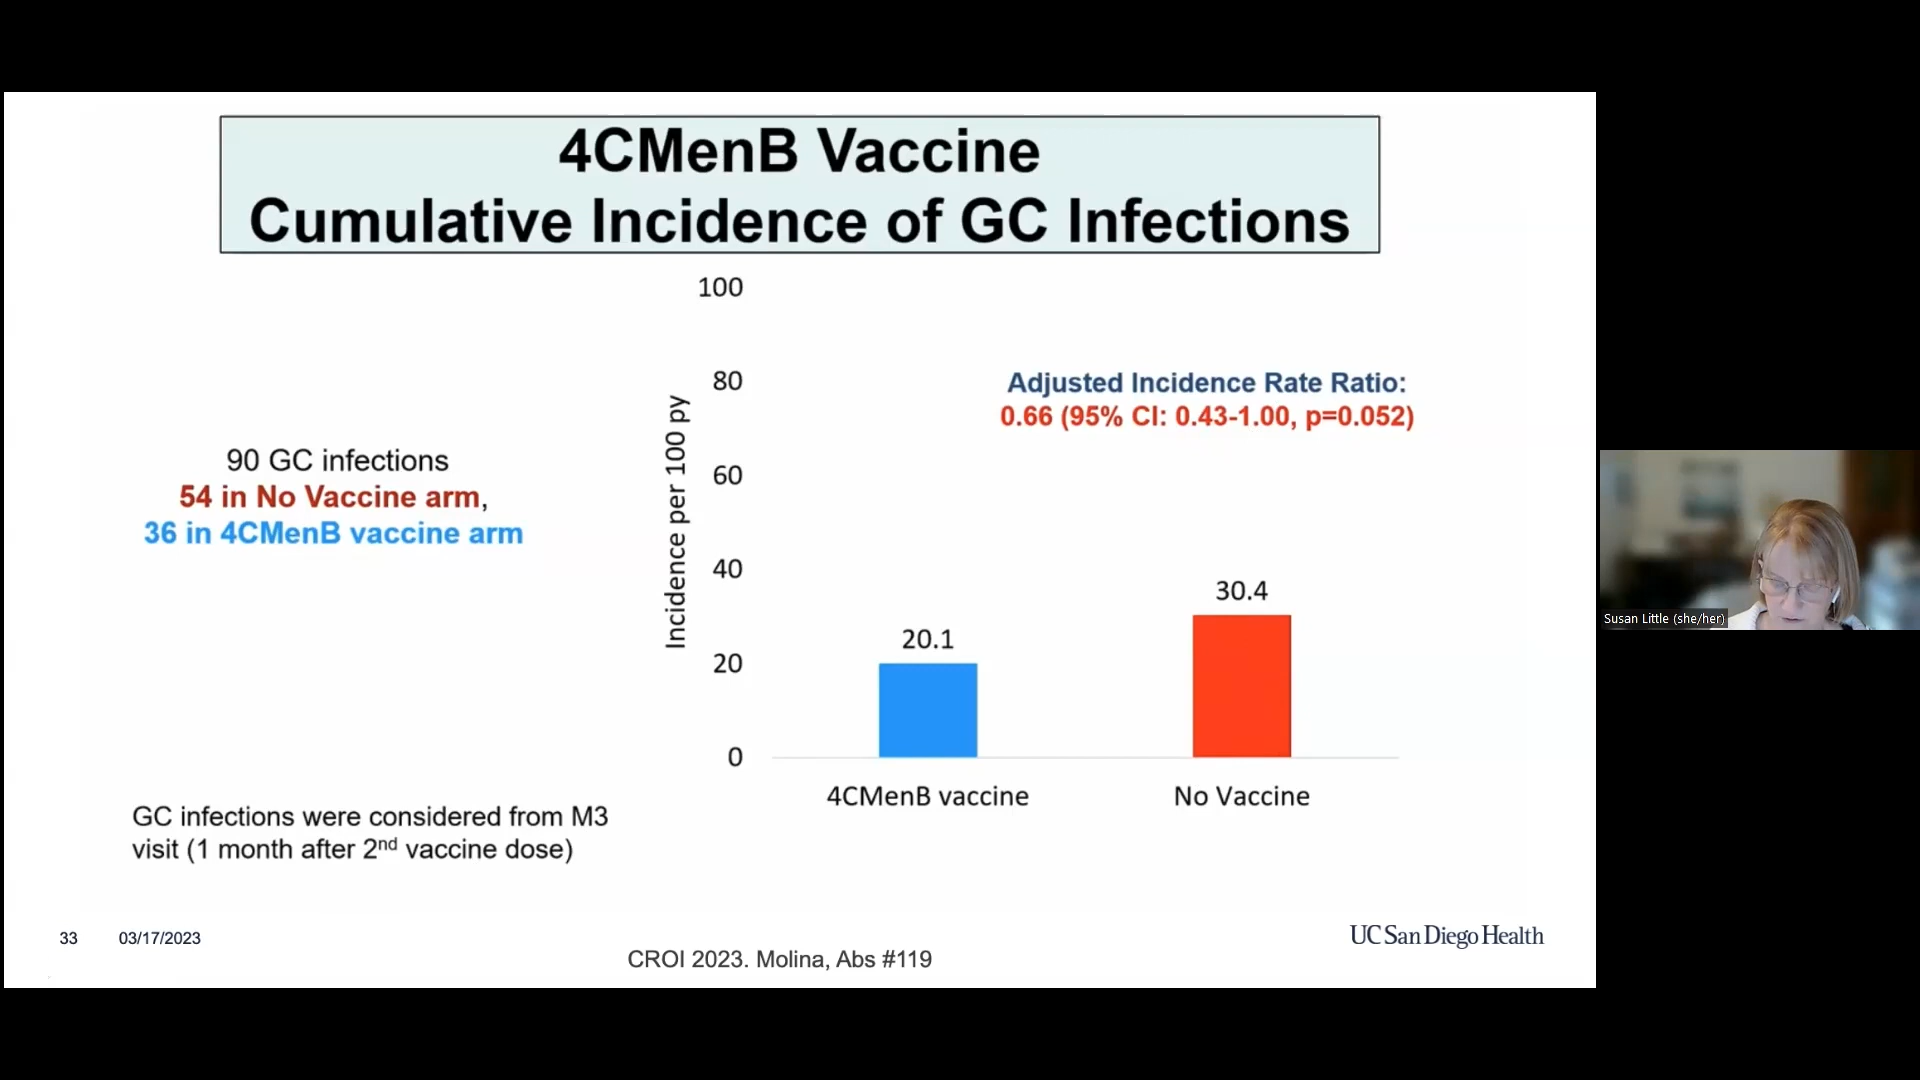 4CMenB Vaccine
Cumulative Incidence of GC Infections
90 GC infections
54 in No Vaccine arm,
36 in 4CMenB vaccine arm
GC infections were considered from M3
visit (1 month after 2nd vaccine dose)
Incidence per 100 py
100
80
60
40
20
0
Adjusted Incidence Rate Ratio:
0.66 (95% CI: 0.43-1.00, p=0.052)
20.1
30.4
4CMenB vaccine
No Vaccine
33
03/17/2023
CROI 2023. Molina, Abs #119
UC San Diego Health
Susan Little (she/her)